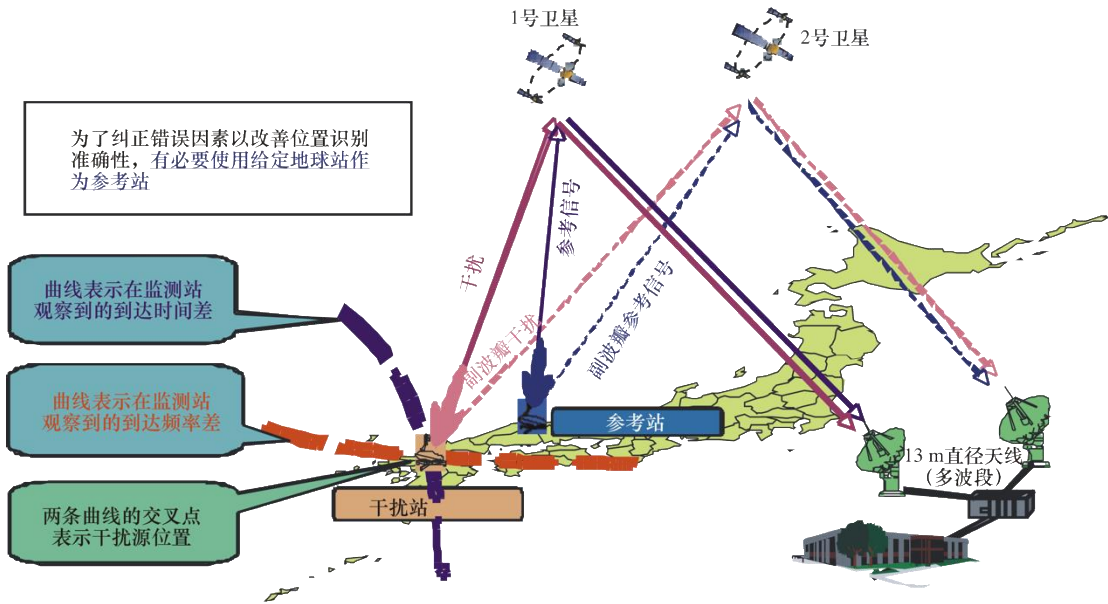 1号卫星
2号卫星
为了纠正错误因素以改善位置识别
准确性，有必要使用给定地球站作
为参考站
干扰
参考信号
副波瓣干扰
副波瓣参考信号
曲线表示在监测站
观察到的到达时间差
曲线表示在监测站
观察到的到达频率差
参考站
两条曲线的交叉点
表示干扰源位置
干扰站
13 m直径天线
（多波段）